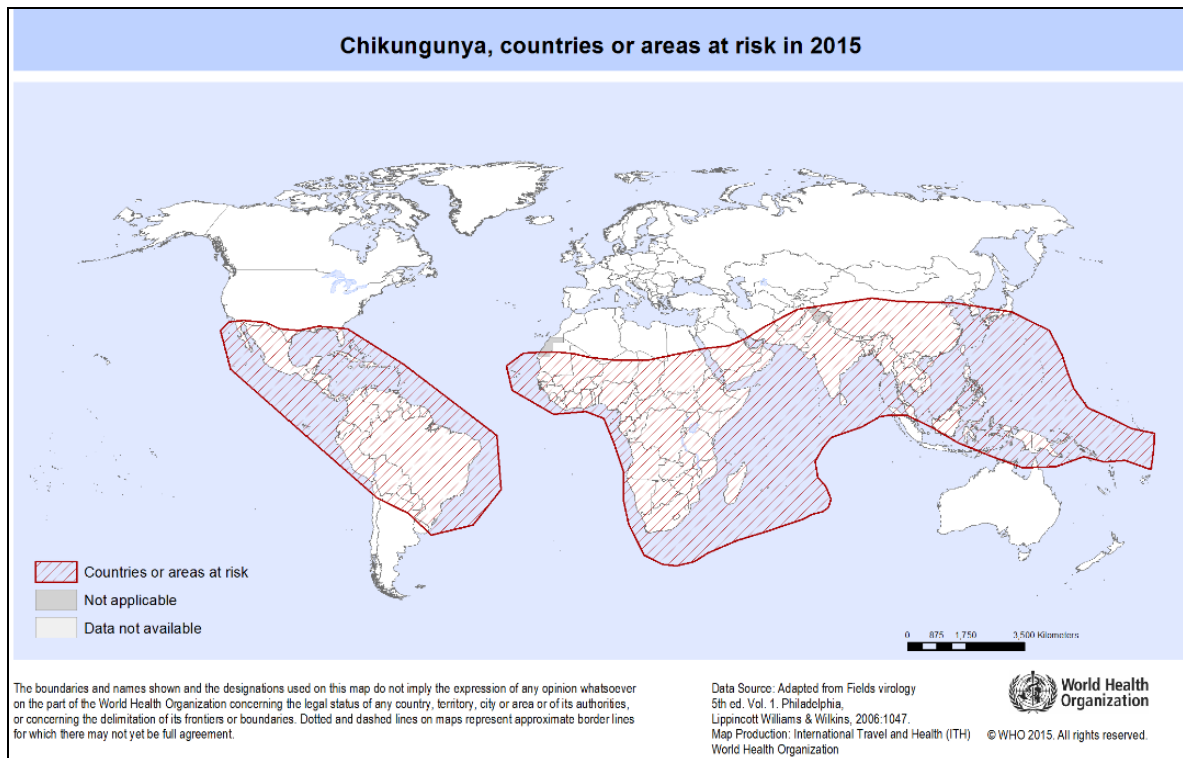 Chikungunya, countries or areas at risk in 2015
Countries or areas at risk
Not applicable
Data not available
0 875 1,750 3,500 Kilometers
The boundaries and names shown and the designations used on this map do not imply the expression of any opinion whatsoever
on the part of the World Health Organization concerning the legal status of any country, territory, city or area or of its authorities,
or concerning the delimitation of its frontiers or boundaries. Dotted and dashed lines on maps represent approximate border lines
for which there may not yet be full agreement.
Data Source: Adapted from Fields virology
5th ed. Vol. 1. Philadelphia,
Lippincott Williams & Wilkins, 2006:1047.
Map Production: International Travel and Health (ITH)
World Health Organization
World Health
Organization
© WHO 2015. All rights reserved.